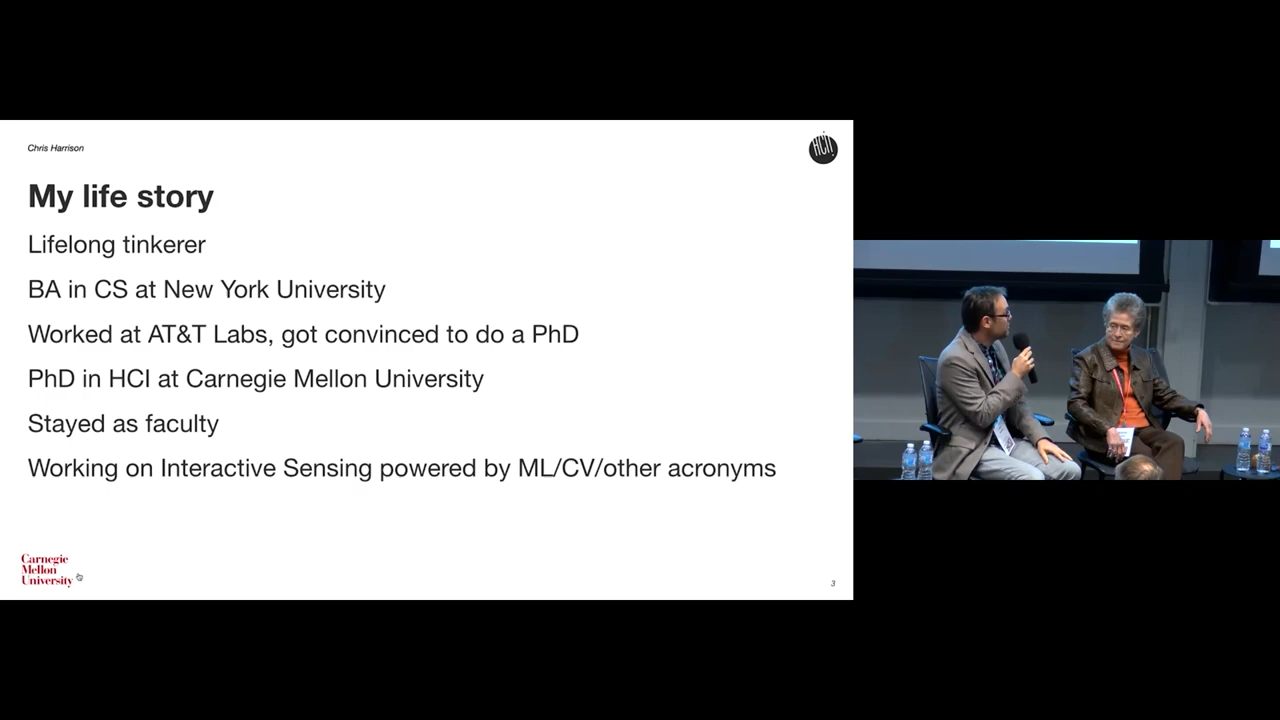 Chris Harrison
HCII
My life story
Lifelong tinkerer
BA in CS at New York University
Worked at AT&T Labs, got convinced to do a PhD
PhD in HCI at Carnegie Mellon University
Stayed as faculty
Working on Interactive Sensing powered by ML/CV/other acronyms
Carnegie
Mellon
University
3